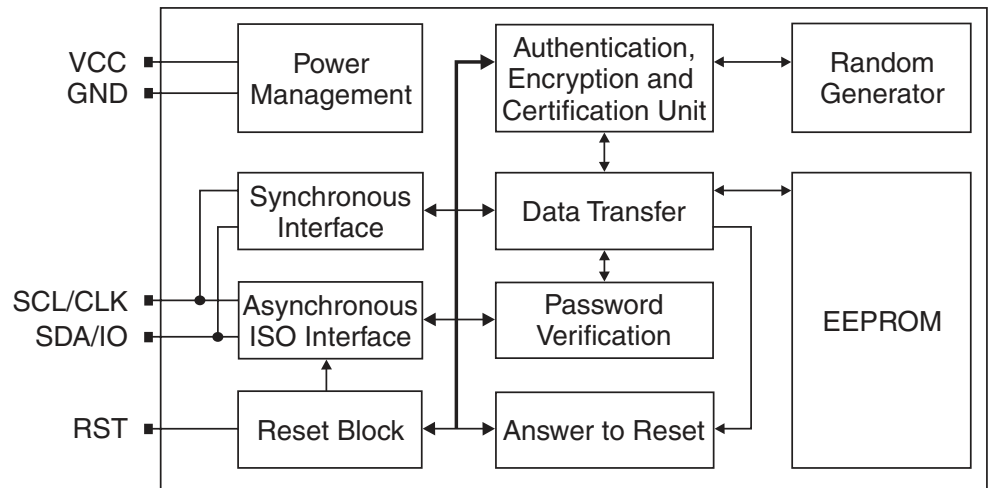 VCC
GND
Power
Management
Authentication,
Encryption and
Certification Unit
Random
Generator
Synchronous
Interface
Data Transfer
EEPROM
SCL/CLK
SDA/IO
Asynchronous
ISO Interface
Password
Verification
RST
Reset Block
Answer to Reset